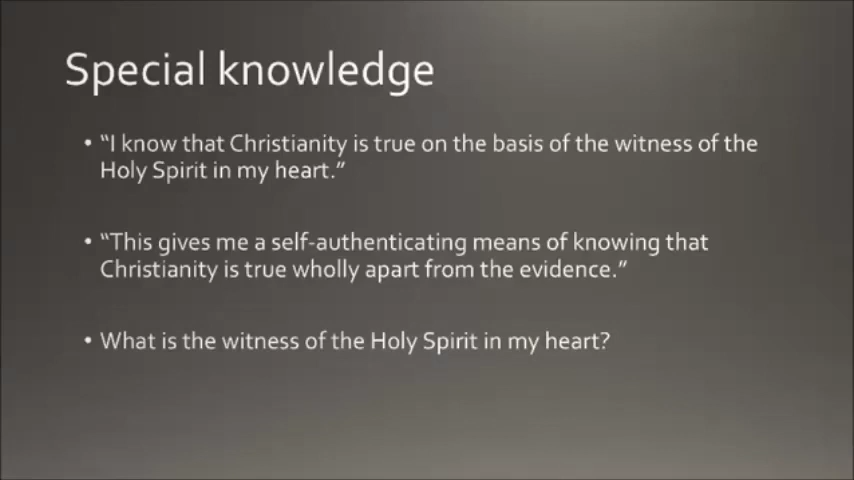 Special knowledge
• “I know that Christianity is true on the basis of the witness of the
Holy Spirit in my heart.”
• “This gives me a self-authenticating means of knowing that
Christianity is true wholly apart from the evidence.”
• What is the witness of the Holy Spirit in my heart?